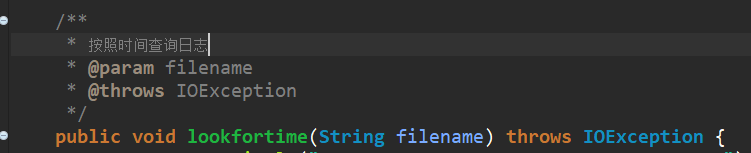 /**
* 按照时间查询日志
* @param filename
* @throws IOException
*/
public void lookfortime(String filename) throws IOException {